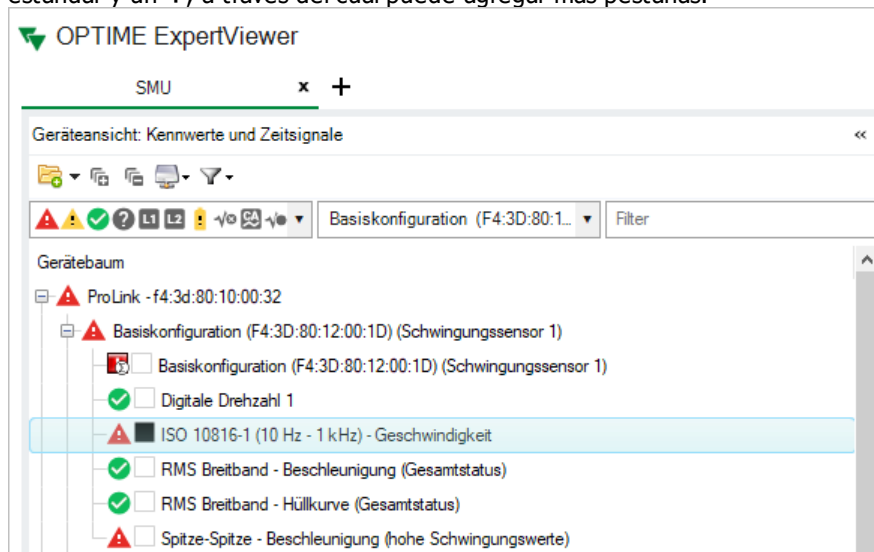 OPTIME ExpertViewer
SMU x +
Geräteansicht: Kennwerte und Zeitsignale «
L1 L2 CA Basiskonfiguration (F4:3D:80:1... Filter
Gerätebaum
ProLink - f4:3d:80:10:00:32
Basiskonfiguration (F4:3D:80:12:00:1D) (Schwingungssensor 1)
Basiskonfiguration (F4:3D:80:12:00:1D) (Schwingungssensor 1)
Digitale Drehzahl 1
ISO 10816-1 (10 Hz - 1 kHz) - Geschwindigkeit
RMS Breitband - Beschleunigung (Gesamtstatus)
RMS Breitband - Hüllkurve (Gesamtstatus)
Spitze-Spitze - Beschleunigung (hohe Schwingungswerte)